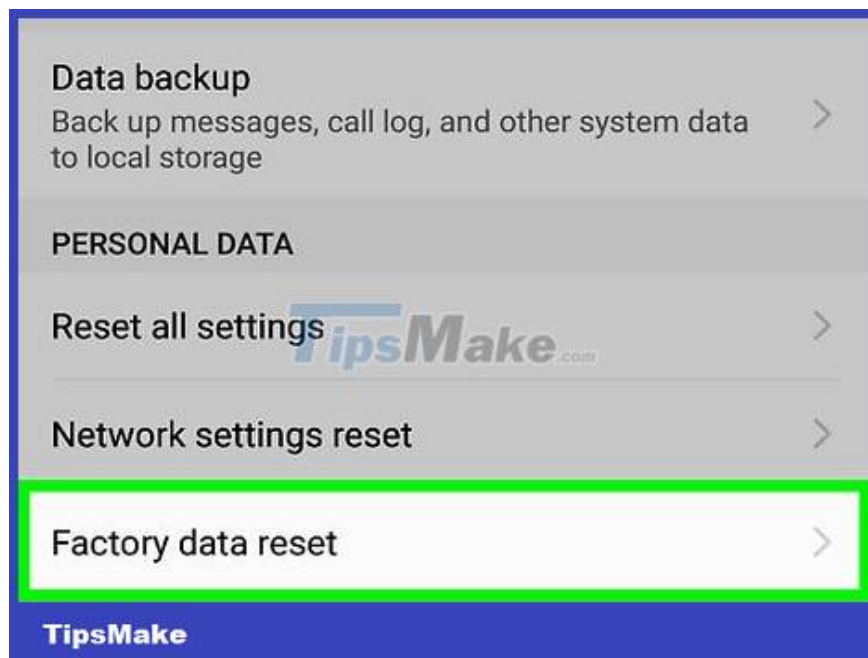 Data backup
Back up messages, call log, and other system data
to local storage
PERSONAL DATA
Reset all settings
TipsMake.com
Network settings reset
Factory data reset
TipsMake